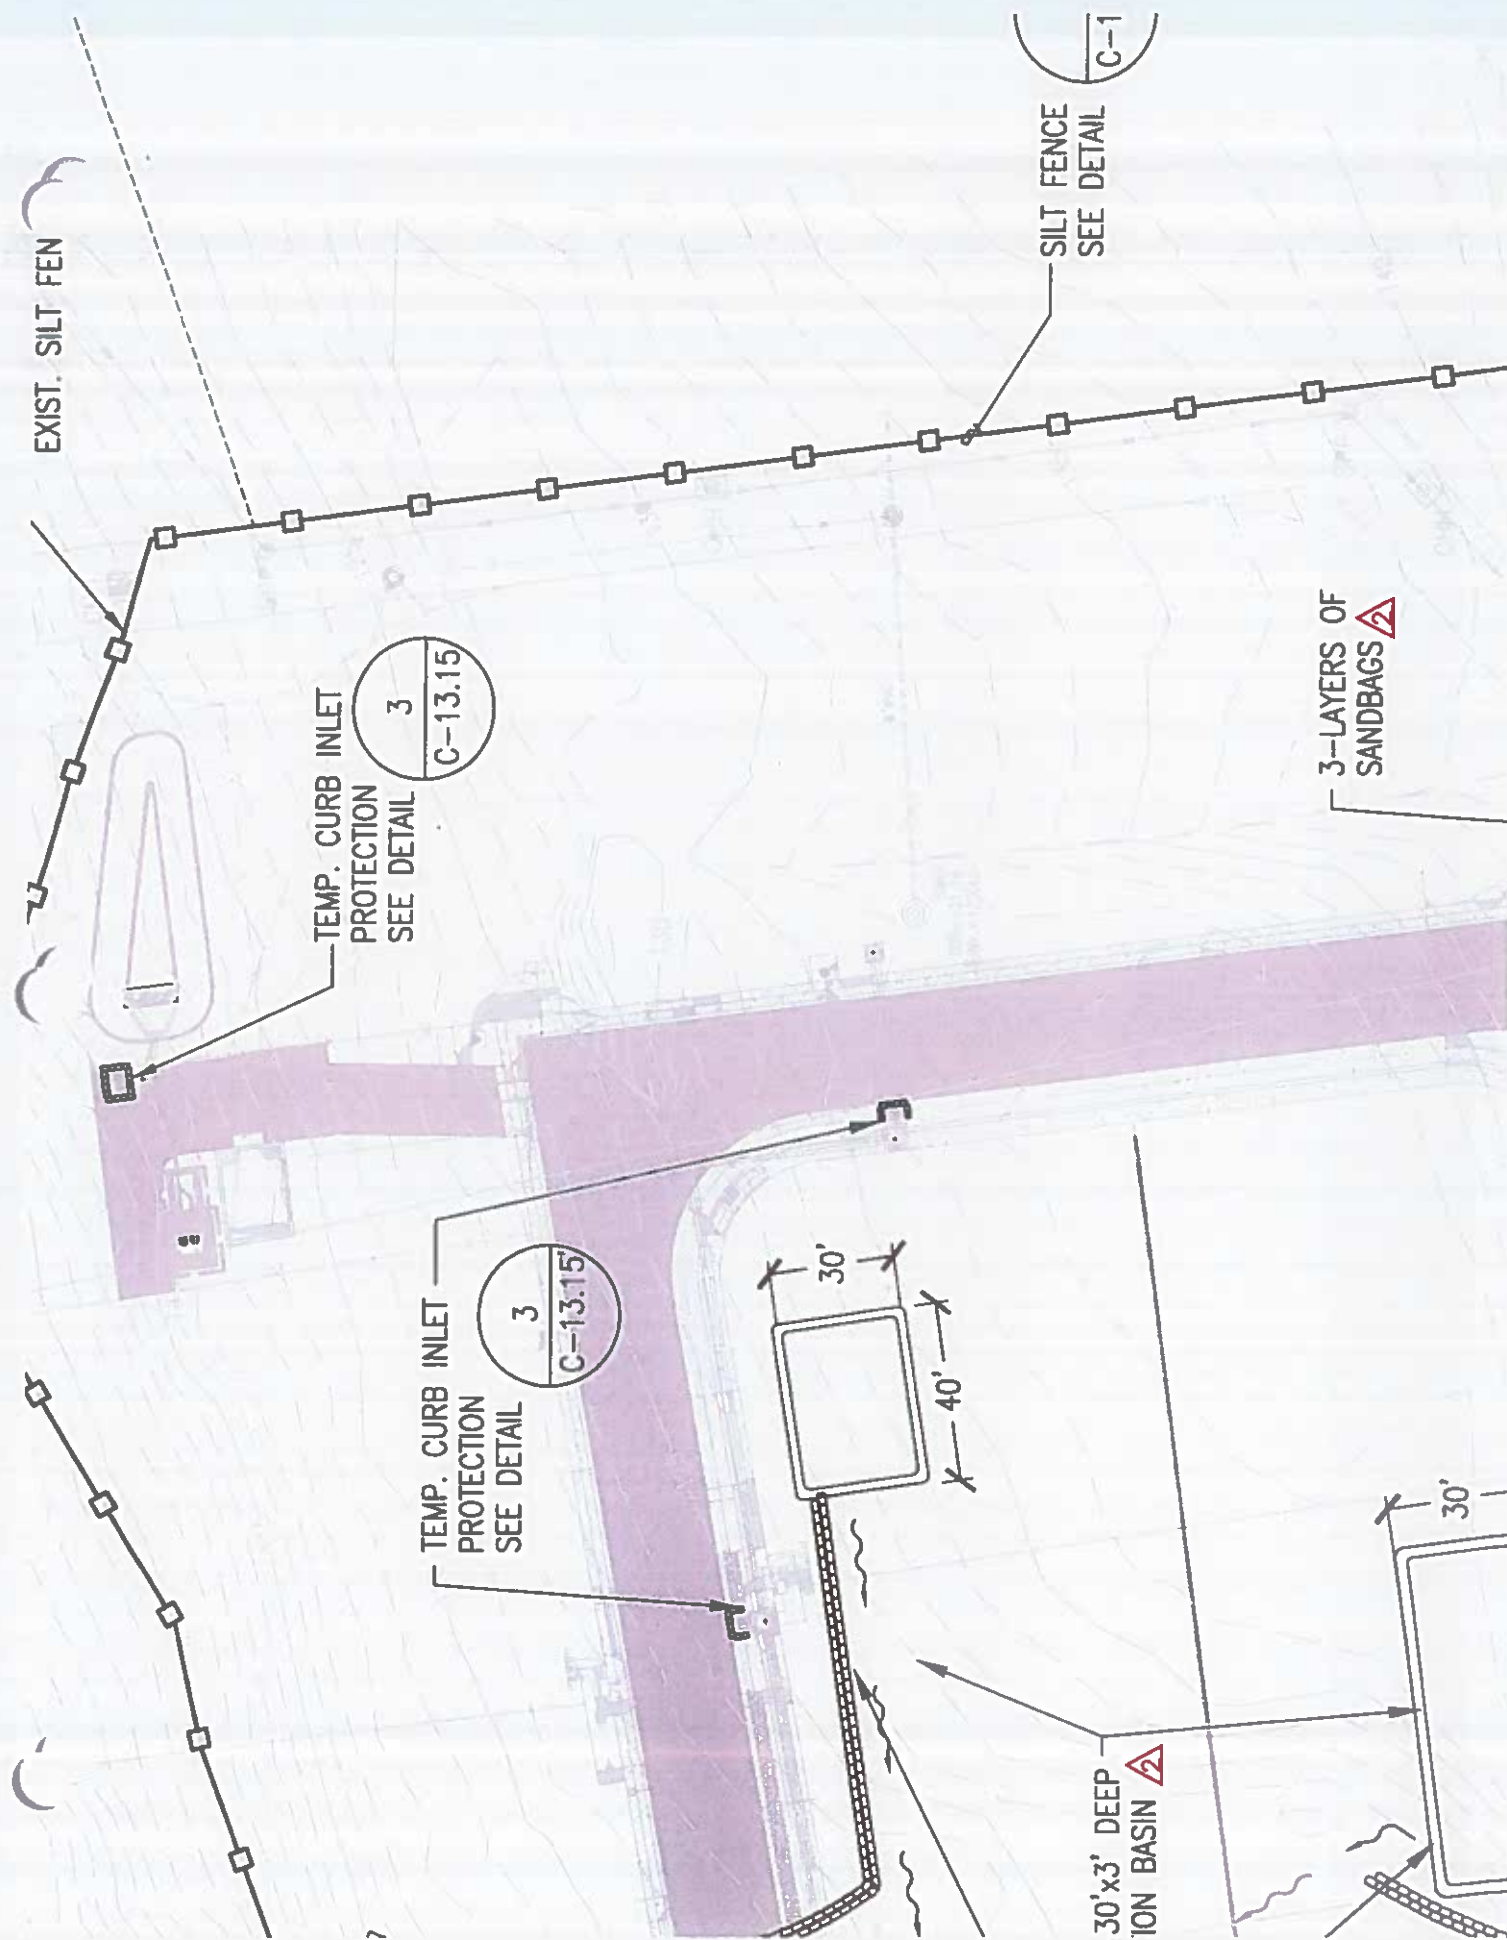 EXIST. SILT FEN
C-1
SILT FENCE
SEE DETAIL
TEMP. CURB INLET
PROTECTION
SEE DETAIL
3
C-13.15
3-LAYERS OF
SANDBAGS 2
TEMP. CURB INLET
PROTECTION
SEE DETAIL
3
C-13.15
30'
40'
30'
30'x3' DEEP
ION BASIN 2